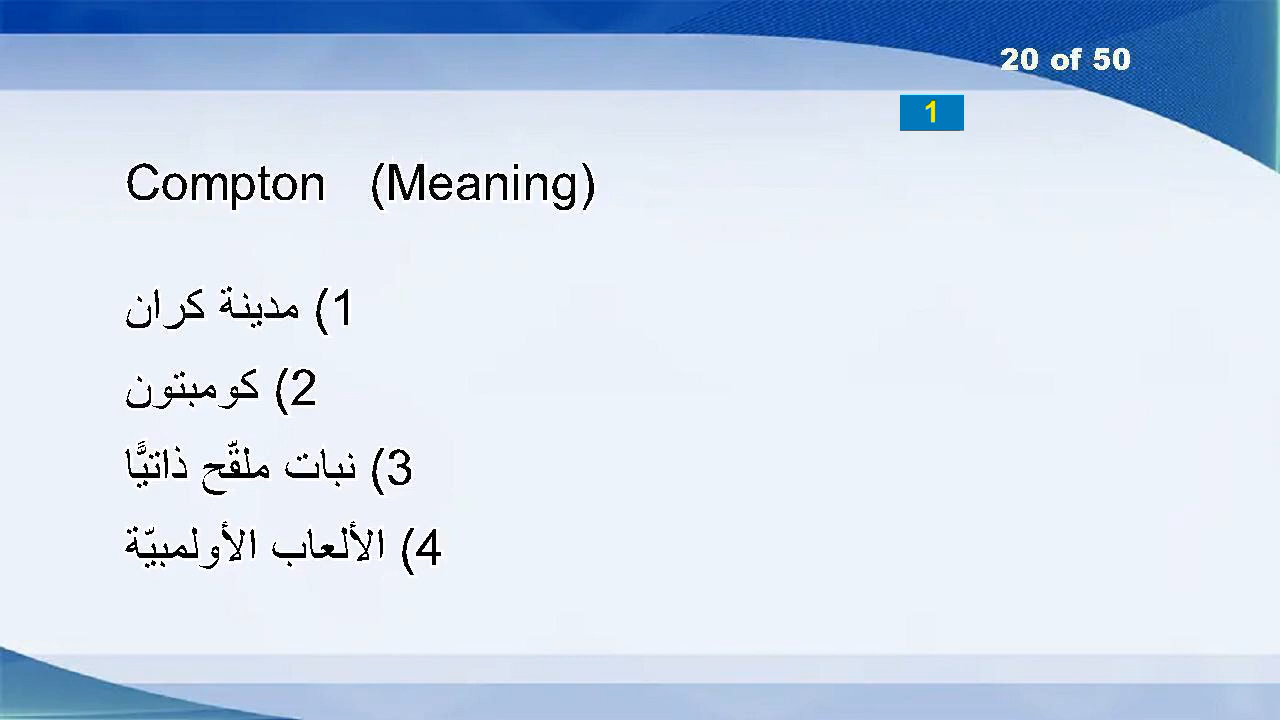 20 of 50
1
Compton (Meaning)
1) مدينة كران
2) كومبتون
3) نبات ملقّح ذاتيًّا
4) الألعاب الأولمبيّة